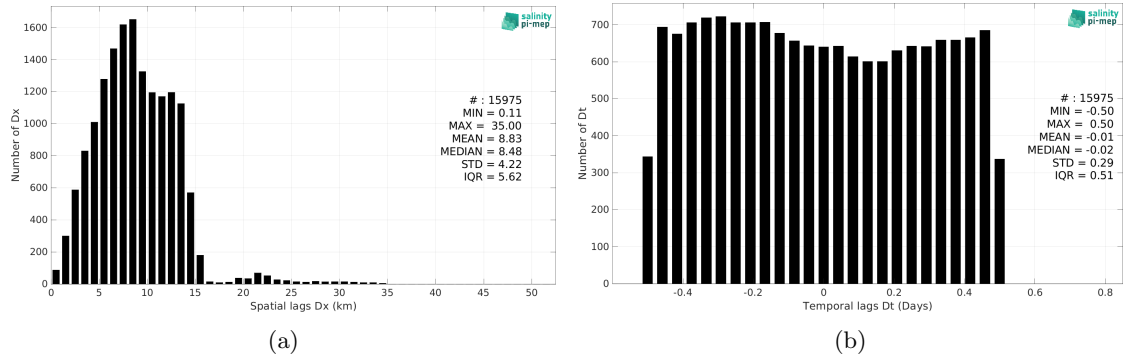 salinity
pi-mep
1600
1400
1200
1000
800
600
400
200
0
Number of Dx
# : 15975
MIN = 0.11
MAX = 35.00
MEAN = 8.83
MEDIAN = 8.48
STD = 4.22
IQR = 5.62
0 5 10 15 20 25 30 35 40 45 50
Spatial lags Dx (km)
(a)
salinity
pi-mep
700
600
500
400
300
200
100
0
Number of Dt
# : 15975
MIN = -0.50
MAX = 0.50
MEAN = -0.01
MEDIAN = -0.02
STD = 0.29
IQR = 0.51
-0.4 -0.2 0 0.2 0.4 0.6 0.8
Temporal lags Dt (Days)
(b)